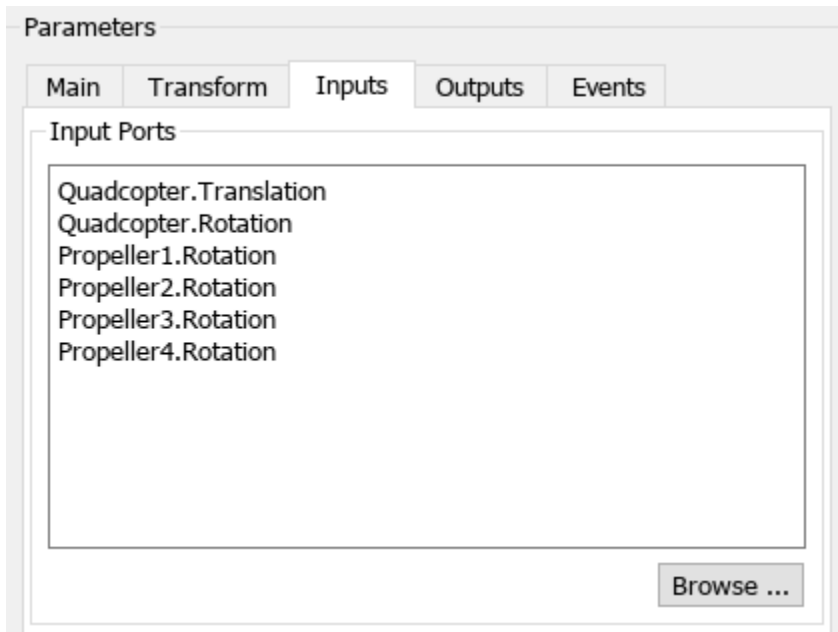 Parameters
Main Transform Inputs Outputs Events
Input Ports
Quadcopter.Translation
Quadcopter.Rotation
Propeller1.Rotation
Propeller2.Rotation
Propeller3.Rotation
Propeller4.Rotation
Browse ...